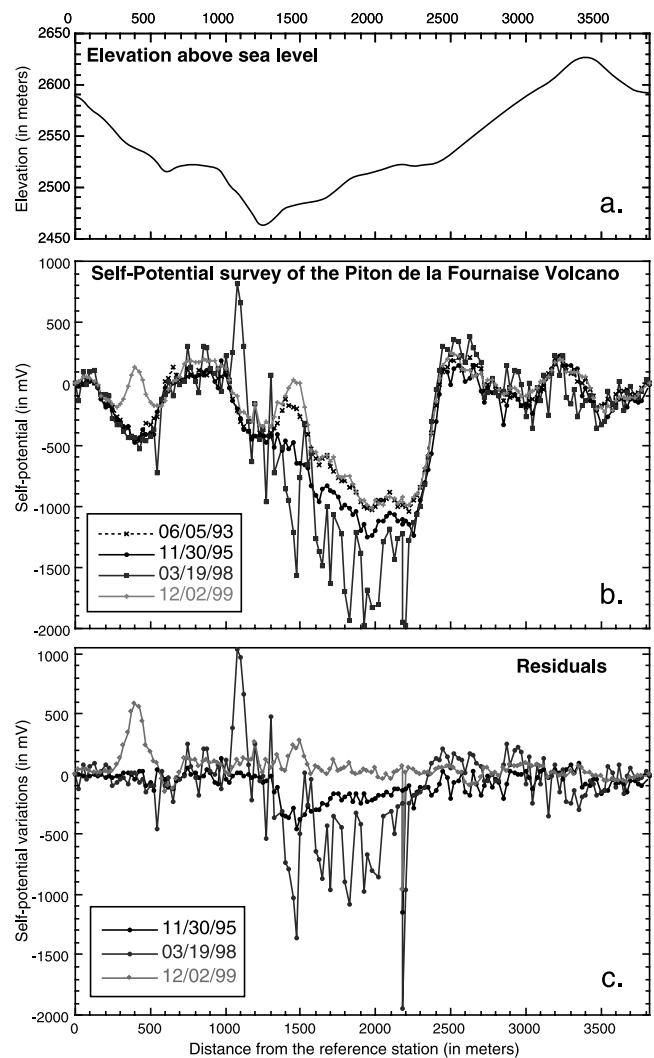 0 500 1000 1500 2000 2500 3000 3500
2650
2600
2550
2500
2450
Elevation (in meters)
Elevation above sea level
a.
1000
500
0
-500
-1000
-1500
-2000
Self-potential (in mV)
Self-Potential survey of the Piton de la Fournaise Volcano
06/05/93
11/30/95
03/19/98
12/02/99
b.
1000
500
0
-500
-1000
-1500
-2000
Self-potential variations (in mV)
Residuals
11/30/95
03/19/98
12/02/99
c.
0 500 1000 1500 2000 2500 3000 3500
Distance from the reference station (in meters)